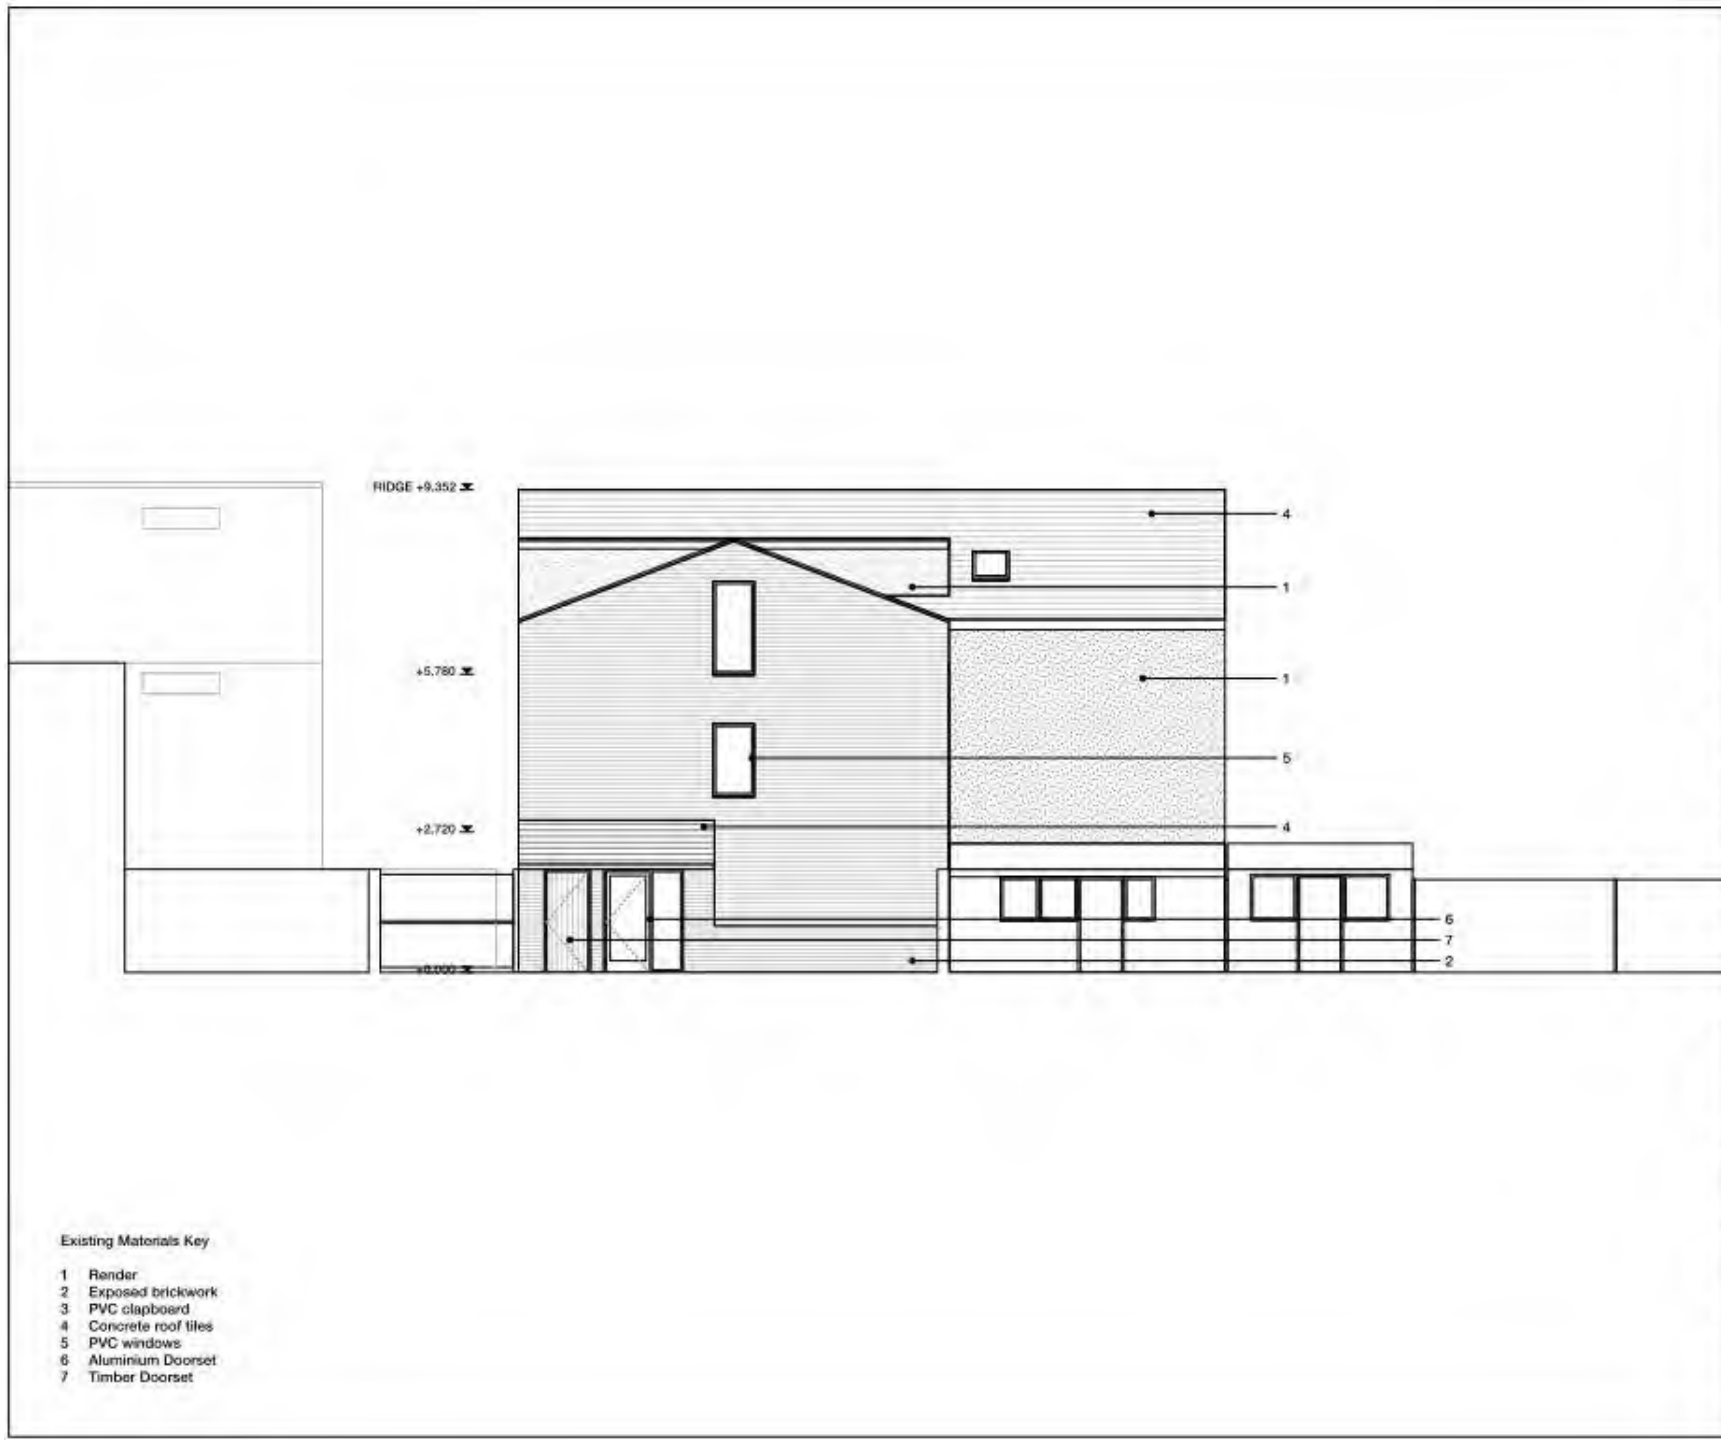 RIDGE +9.352
4
1
+5.780
1
5
+2.720
4
6
7
+0.000
2
Existing Materials Key
1 Render
2 Exposed brickwork
3 PVC clapboard
4 Concrete roof tiles
5 PVC windows
6 Aluminium Doorset
7 Timber Doorset